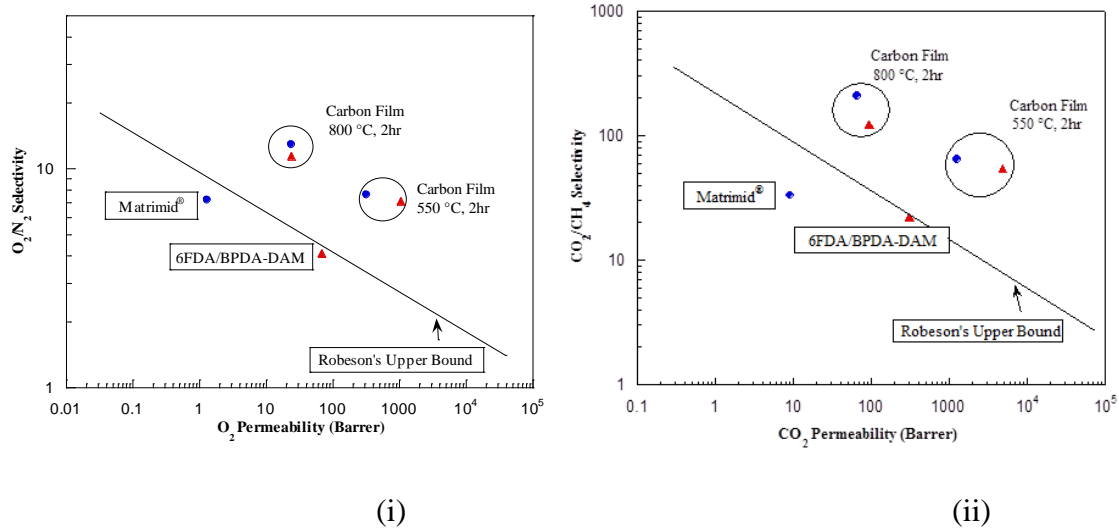 Carbon Film
800 °C, 2hr
Carbon Film
550 °C, 2hr
Matrimid®
6FDA/BPDA-DAM
Robeson's Upper Bound
10
1
0.01
0.1
1
10
100
1000
10⁴
10⁵
O₂/N₂ Selectivity
O₂ Permeability (Barrer)
(i)
Carbon Film
800 °C, 2hr
Carbon Film
550 °C, 2hr
Matrimid®
6FDA/BPDA-DAM
Robeson's Upper Bound
1000
100
10
1
0.1
1
10
100
1000
10⁴
10⁵
CO₂/CH₄ Selectivity
CO₂ Permeability (Barrer)
(ii)